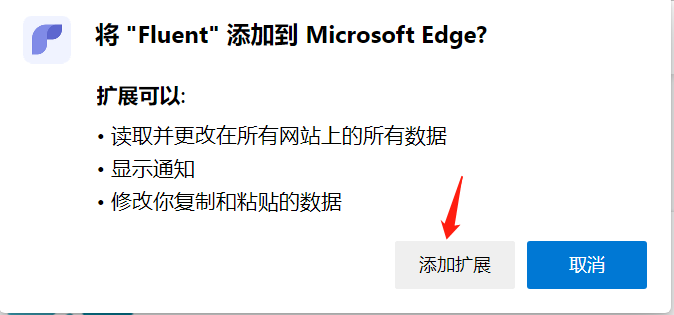 将 "Fluent" 添加到 Microsoft Edge?
扩展可以:
• 读取并更改在所有网站上的所有数据
• 显示通知
• 修改你复制和粘贴的数据
添加扩展
取消